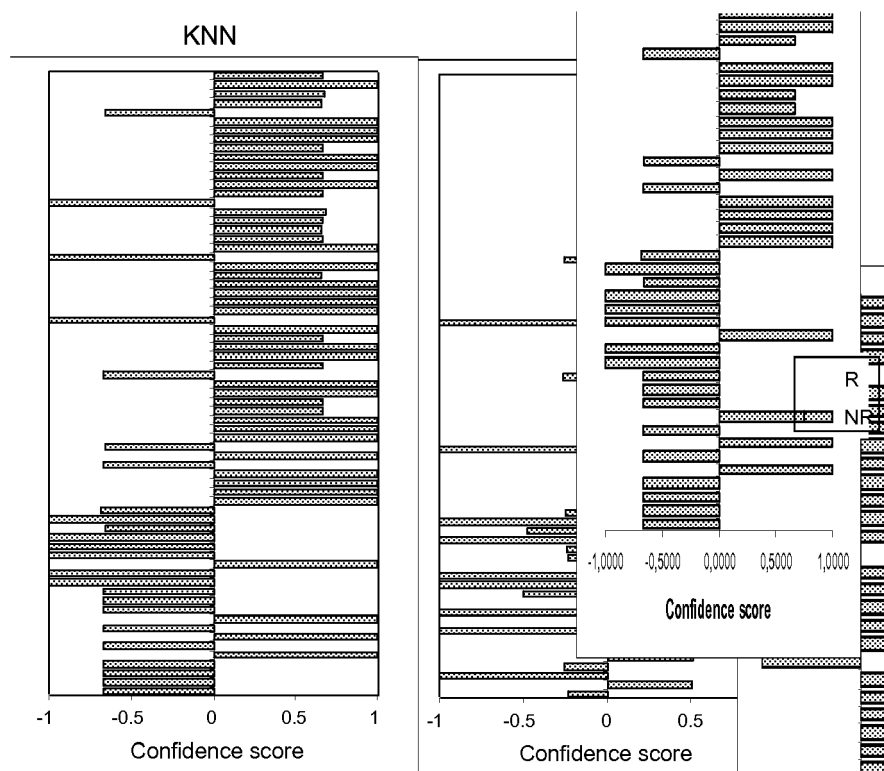 KNN
R
NR
-1,0000 -0,5000 0,0000 0,5000 1,0000
Confidence score
-1 -0.5 0 0.5 1
Confidence score
-1 -0.5 0 0.5
Confidence score